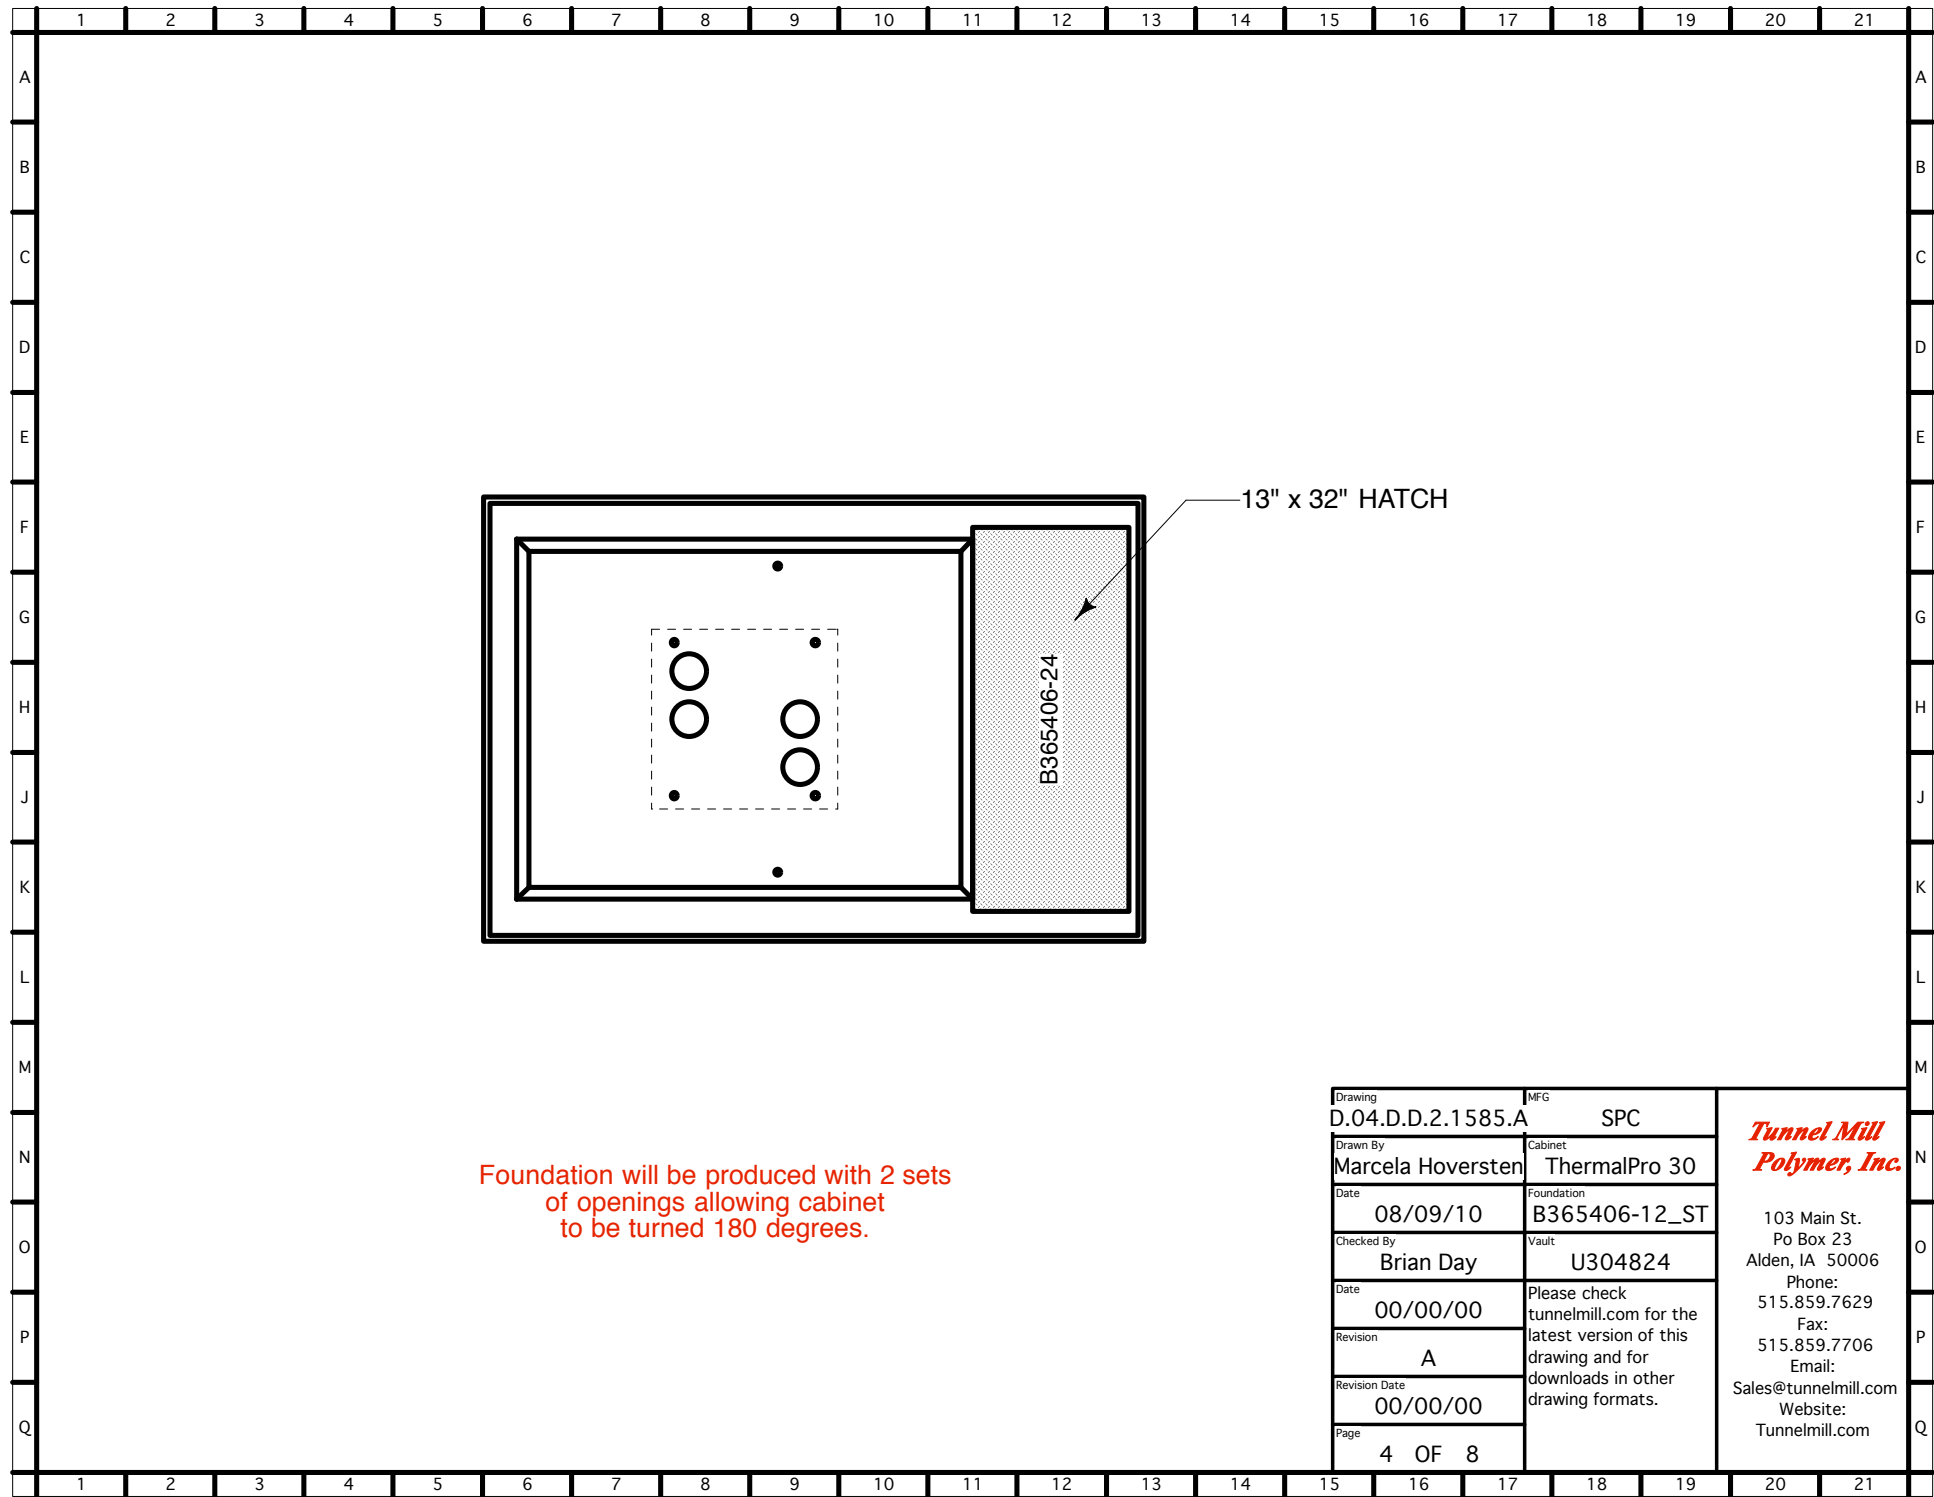 1 2 3 4 5 6 7 8 9 10 11 12 13 14 15 16 17 18 19 20 21
A A
B B
C C
D D
E E
F F
G G
H H
J J
K K
L L
M M
N N
O O
P P
Q Q
13" x 32" HATCH
B365406-24
Foundation will be produced with 2 sets
of openings allowing cabinet
to be turned 180 degrees.
Drawing
D.04.D.D.2.1585.A
MFG
SPC
Drawn By
Marcela Hoversten
Cabinet
ThermalPro 30
Date
08/09/10
Foundation
B365406-12_ST
Checked By
Brian Day
Vault
U304824
Date
00/00/00
Revision
A
Revision Date
00/00/00
Page
4 OF 8
Please check
tunnelmill.com for the
latest version of this
drawing and for
downloads in other
drawing formats.
Tunnel Mill
Polymer, Inc.
103 Main St.
Po Box 23
Alden, IA 50006
Phone:
515.859.7629
Fax:
515.859.7706
Email:
Sales@tunnelmill.com
Website:
Tunnelmill.com
1 2 3 4 5 6 7 8 9 10 11 12 13 14 15 16 17 18 19 20 21